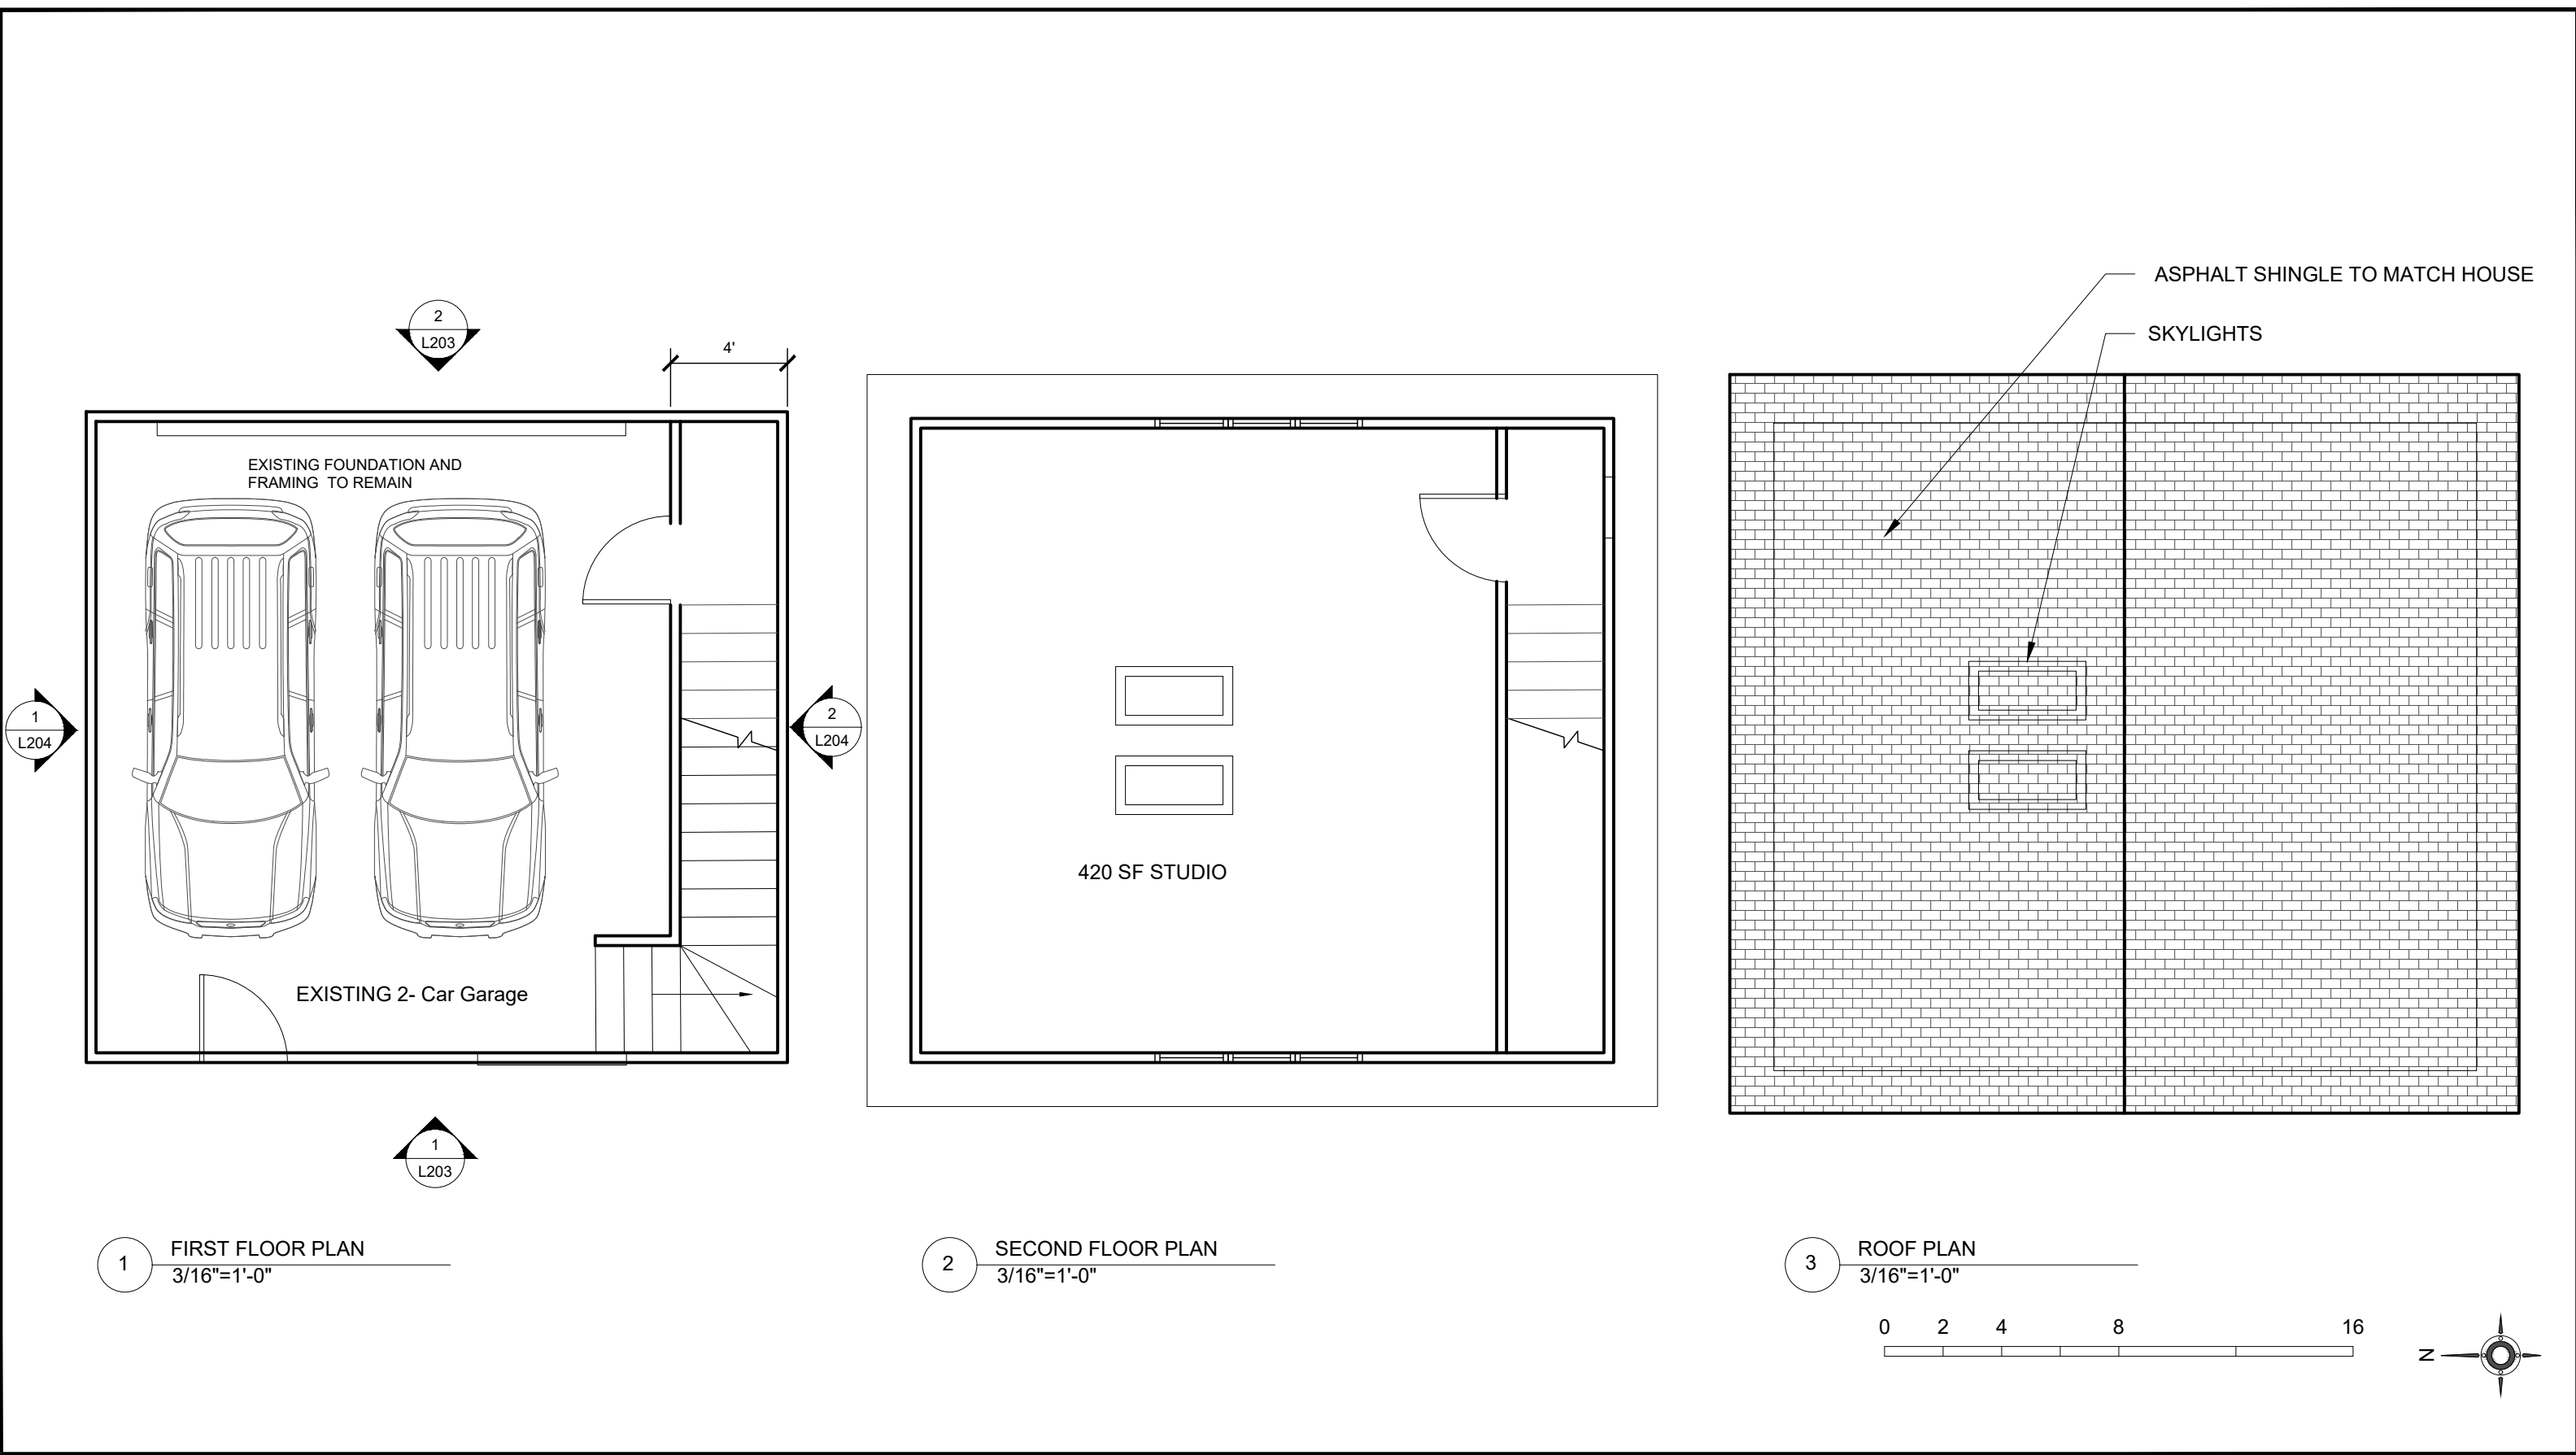 ASPHALT SHINGLE TO MATCH HOUSE
SKYLIGHTS
2
L203
4'
EXISTING FOUNDATION AND
FRAMING  TO REMAIN
1
L204
2
L204
EXISTING 2- Car Garage
1
L203
420 SF STUDIO
1
FIRST FLOOR PLAN
3/16"=1'-0"
2
SECOND FLOOR PLAN
3/16"=1'-0"
3
ROOF PLAN
3/16"=1'-0"
0 2 4 8 16
N